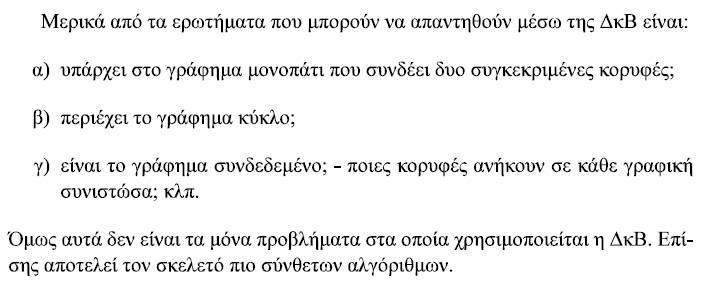 Μερικά από τα ερωτήματα που μπορούν να απαντηθούν μέσω της ΔκΒ είναι:
α) υπάρχει στο γράφημα μονοπάτι που συνδέει δυο συγκεκριμένες κορυφές;
β) περιέχει το γράφημα κύκλο;
γ) είναι το γράφημα συνδεδεμένο; - ποιες κορυφές ανήκουν σε κάθε γραφική
συνιστώσα; κλπ.
Όμως αυτά δεν είναι τα μόνα προβλήματα στα οποία χρησιμοποιείται η ΔκΒ. Επί-
σης αποτελεί τον σκελετό πιο σύνθετων αλγόριθμων.